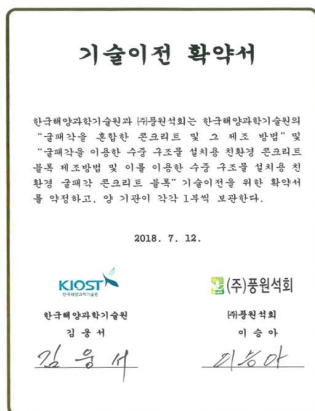 기술이전 확약서
한국해양과학기술원과 ㈜풍원석회는 한국해양과학기술원의
"굴패각을 혼합한 콘크리트 및 그 제조 방법" 및
"굴패각을 이용한 수중 구조물 설치용 친환경 콘크리트
블록 제조방법 및 이를 이용한 수중 구조물 설치용 친
환경 굴패각 콘크리트 블록" 기술이전을 위한 확약서
를 약정하고, 양 기관이 각각 1부씩 보관한다.
2018. 7. 12.
KIOST (주)풍원석회
한국해양과학기술원
한국해양과학기술원 ㈜풍원석회
김웅서 이승아
김웅서 이승아